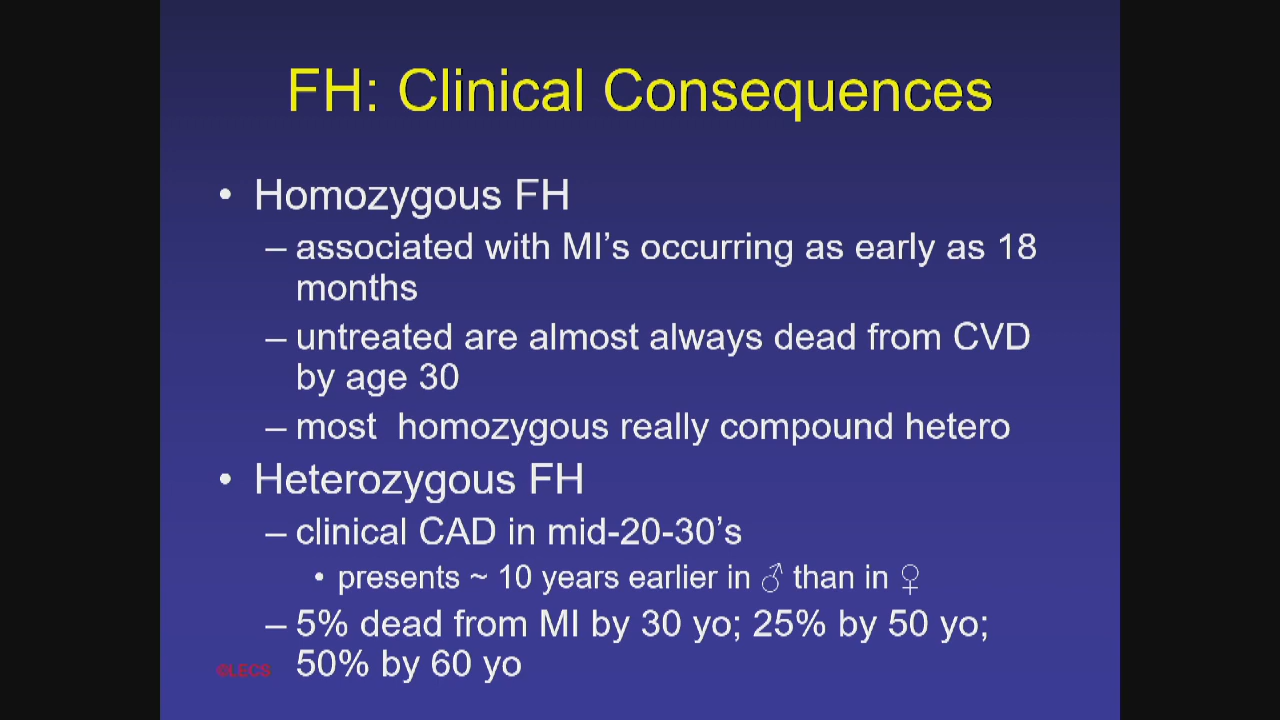 FH: Clinical Consequences
• Homozygous FH
– associated with MI's occurring as early as 18
months
– untreated are almost always dead from CVD
by age 30
– most  homozygous really compound hetero
• Heterozygous FH
– clinical CAD in mid-20-30's
• presents ~ 10 years earlier in ♂ than in ♀
– 5% dead from MI by 30 yo; 25% by 50 yo;
50% by 60 yo
©LECS